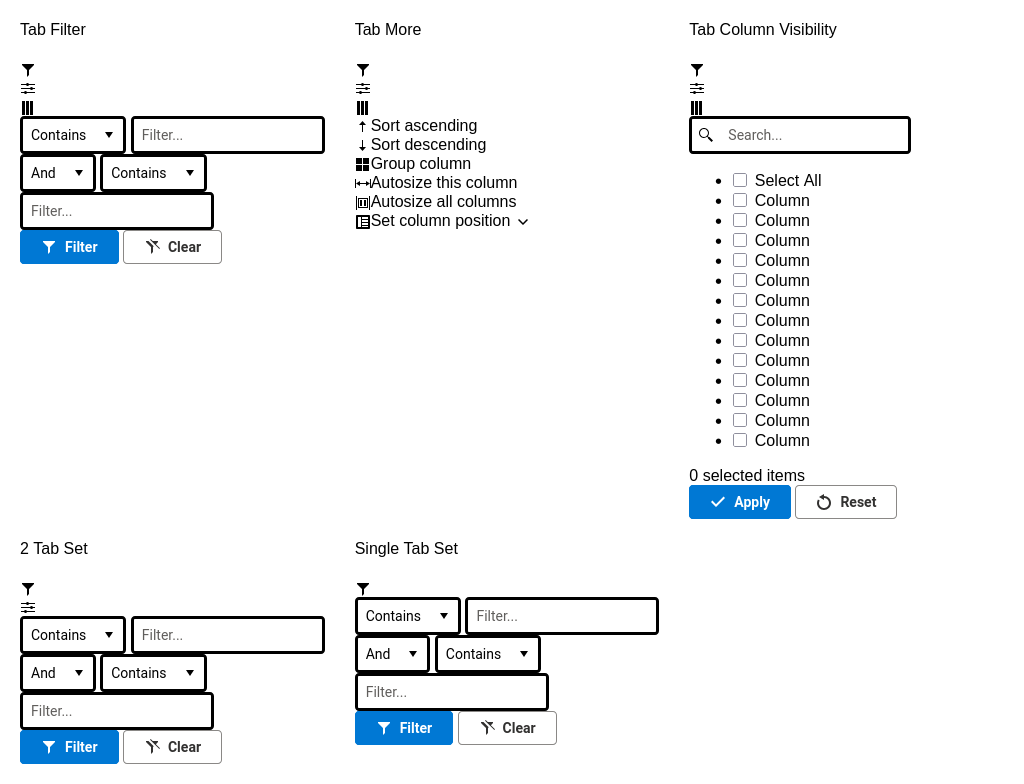 Tab Filter
Contains
Filter...
And
Contains
Filter...
Filter
Clear
Tab More
Sort ascending
Sort descending
Group column
Autosize this column
Autosize all columns
Set column position
Tab Column Visibility
Search...
Select All
Column
Column
Column
Column
Column
Column
Column
Column
Column
Column
Column
Column
Column
0 selected items
Apply
Reset
2 Tab Set
Contains
Filter...
And
Contains
Filter...
Filter
Clear
Single Tab Set
Contains
Filter...
And
Contains
Filter...
Filter
Clear